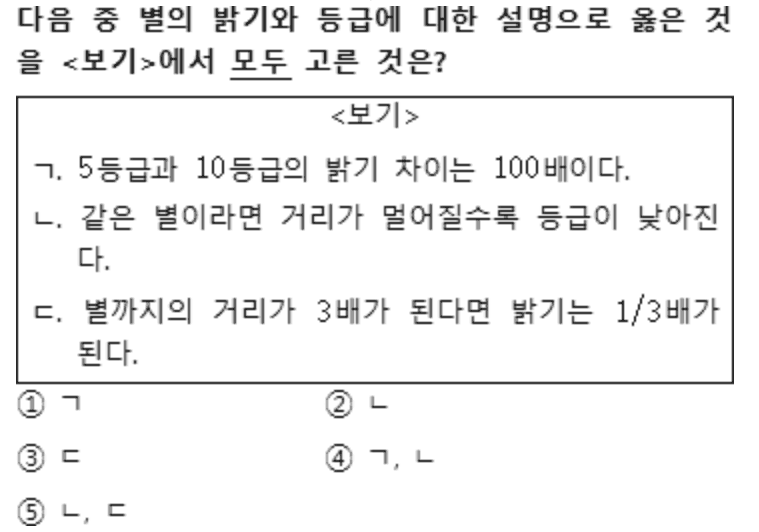 다음 중 별의 밝기와 등급에 대한 설명으로 옳은 것
을 <보기>에서 모두 고른 것은?
<보기>
ㄱ. 5등급과 10등급의 밝기 차이는 100배이다.
ㄴ. 같은 별이라면 거리가 멀어질수록 등급이 낮아진
다.
ㄷ. 별까지의 거리가 3배가 된다면 밝기는 1/3배가
된다.
① ㄱ ② ㄴ
③ ㄷ ④ ㄱ, ㄴ
⑤ ㄴ, ㄷ